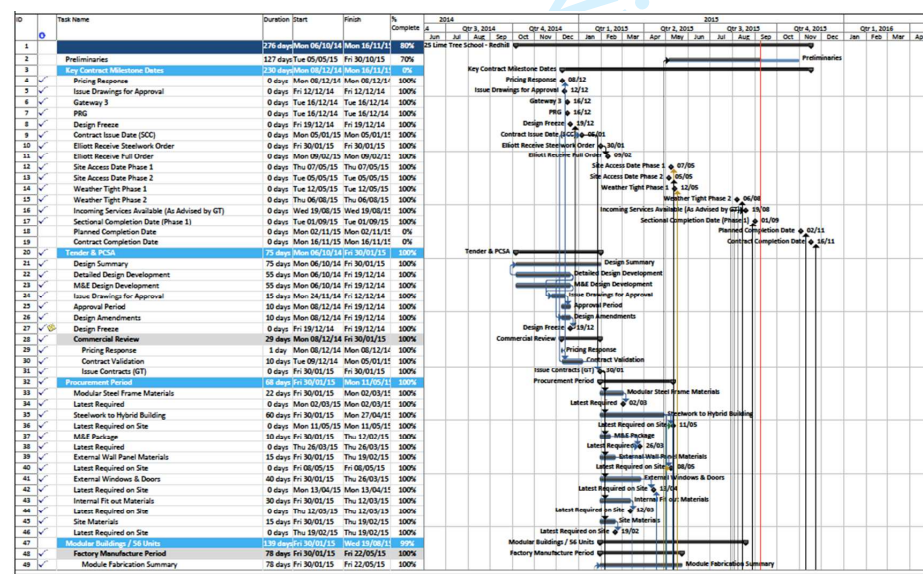 ID Task Name Duration Start Finish % Complete
2014 2015
Qtr 3, 2014 Qtr 4, 2014 Qtr 1, 2015 Qtr 2, 2015 Qtr 3, 2015 Qtr 4, 2015 Qtr 1, 2016
Jun Jul Aug Sep Oct Nov Dec Jan Feb Mar Apr May Jun Jul Aug Sep Oct Nov Dec Jan Feb Mar
1 276 days Mon 06/10/14 Mon 16/11/1 80% Lime Tree School - Redhill
2 Preliminaries 127 days Tue 05/05/15 Fri 30/10/15 70% Preliminaries
3 Key Contract Milestone Dates 230 days Mon 08/12/14 Mon 16/11/1 0% Key Contract Milestone Dates
4 Pricing Response 0 days Mon 08/12/14 Mon 08/12/1 100% Pricing Response 08/12
5 Issue Drawings for Approval 0 days Fri 12/12/14 Fri 12/12/14 100% Issue Drawings for Approval 12/12
6 Gateway 3 0 days Tue 16/12/14 Tue 16/12/14 100% Gateway 3 16/12
7 PRG 0 days Tue 16/12/14 Tue 16/12/14 100% PRG 16/12
8 Design Freeze 0 days Fri 19/12/14 Fri 19/12/14 100% Design Freeze 19/12
9 Contract Issue Date (SCC) 0 days Mon 05/01/15 Mon 05/01/1 100% Contract Issue Date (SCC) 05/01
10 Elliott Receive Steelwork Order 0 days Fri 30/01/15 Fri 30/01/15 100% Elliott Receive Steelwork Order 30/01
11 Elliott Receive Full Order 0 days Mon 09/02/15 Mon 09/02/1 100% Elliott Receive Full Order 09/02
12 Site Access Date Phase 1 0 days Thu 07/05/15 Thu 07/05/15 100% Site Access Date Phase 1 07/05
13 Site Access Date Phase 2 0 days Tue 05/05/15 Tue 05/05/15 100% Site Access Date Phase 2 05/05
14 Weather Tight Phase 1 0 days Tue 12/05/15 Tue 12/05/15 100% Weather Tight Phase 1 12/05
15 Weather Tight Phase 2 0 days Thu 06/08/15 Thu 06/08/15 100% Weather Tight Phase 2 06/08
16 Incoming Services Available (As Advised by GT) 0 days Wed 19/08/15 Wed 19/08/1 100% Incoming Services Available (As Advised by GT) 19/08
17 Sectional Completion Date (Phase 1) 0 days Tue 01/09/15 Tue 01/09/15 100% Sectional Completion Date (Phase 1) 01/09
18 Planned Completion Date 0 days Mon 02/11/15 Mon 02/11/1 0% Planned Completion Date 02/11
19 Contract Completion Date 0 days Mon 16/11/15 Mon 16/11/1 0% Contract Completion Date 16/11
20 Tender & PCSA 75 days Mon 06/10/14 Fri 30/01/15 100% Tender & PCSA
21 Design Summary 75 days Mon 06/10/14 Fri 30/01/15 100% Design Summary
22 Detailed Design Development 55 days Mon 06/10/14 Fri 19/12/14 100% Detailed Design Development
23 M&E Design Development 55 days Mon 06/10/14 Fri 19/12/14 100% M&E Design Development
24 Issue Drawings for Approval 15 days Mon 24/11/14 Fri 12/12/14 100% Issue Drawings for Approval
25 Approval Period 10 days Mon 08/12/14 Fri 19/12/14 100% Approval Period
26 Design Amendments 10 days Mon 08/12/14 Fri 19/12/14 100% Design Amendments
27 Design Freeze 0 days Fri 19/12/14 Fri 19/12/14 100% Design Freeze 19/12
28 Commercial Review 29 days Mon 08/12/14 Fri 30/01/15 100% Commercial Review
29 Pricing Response 1 day Mon 08/12/14 Mon 08/12/1 100% Pricing Response
30 Contract Validation 10 days Tue 09/12/14 Mon 05/01/15 100% Contract Validation
31 Issue Contracts (GT) 0 days Fri 30/01/15 Fri 30/01/15 100% Issue Contracts (GT) 30/01
32 Procurement Period 68 days Fri 30/01/15 Mon 11/05/1 100% Procurement Period
33 Modular Steel Frame Materials 22 days Fri 30/01/15 Mon 02/03/1 100% Modular Steel Frame Materials
34 Latest Required 0 days Mon 02/03/15 Mon 02/03/1 100% Latest Required 02/03
35 Steelwork to Hybrid Building 60 days Fri 30/01/15 Mon 27/04/1 100% Steelwork to Hybrid Building
36 Latest Required on Site 0 days Mon 11/05/15 Mon 11/05/1 100% Latest Required on Site 11/05
37 M&E Package 10 days Fri 30/01/15 Thu 12/02/15 100% M&E Package
38 Latest Required 0 days Thu 26/03/15 Thu 26/03/15 100% Latest Required 26/03
39 External Wall Panel Materials 15 days Fri 30/01/15 Thu 19/02/15 100% External Wall Panel Materials
40 Latest Required on Site 0 days Fri 08/05/15 Fri 08/05/15 100% Latest Required on Site 08/05
41 External Windows & Doors 40 days Fri 30/01/15 Thu 26/03/15 100% External Windows & Doors
42 Latest Required on Site 0 days Mon 13/04/15 Mon 13/04/1 100% Latest Required on Site 13/04
43 Internal Fit out Materials 30 days Fri 30/01/15 Thu 12/03/15 100% Internal Fit out Materials
44 Latest Required on Site 0 days Thu 12/03/15 Thu 12/03/15 100% Latest Required on Site 12/03
45 Site Materials 15 days Fri 30/01/15 Thu 19/02/15 100% Site Materials
46 Latest Required on Site 0 days Thu 19/02/15 Thu 19/02/15 100% Latest Required on Site 19/02
47 Modular Buildings / 56 Units 139 days Fri 30/01/15 Wed 19/08/1 99% Modular Buildings / 56 Units
48 Factory Manufacture Period 78 days Fri 30/01/15 Fri 22/05/15 100% Factory Manufacture Period
49 Module Fabrication Summary 78 days Fri 30/01/15 Fri 22/05/15 100% Module Fabrication Summary